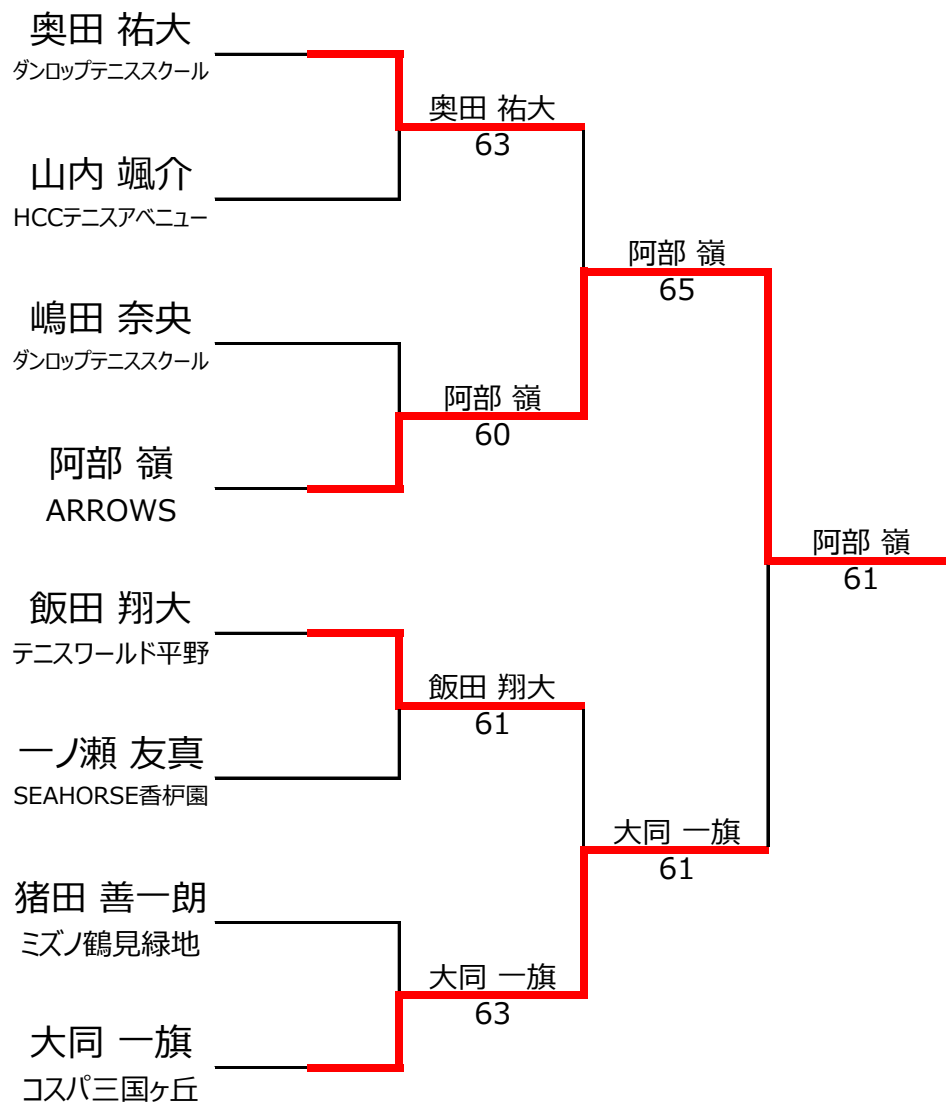 奥田 祐大
ダンロップテニススクール
奥田 祐大
63
山内 颯介
HCCテニスアベニュー
阿部 嶺
65
嶋田 奈央
ダンロップテニススクール
阿部 嶺
60
阿部 嶺
ARROWS
阿部 嶺
61
飯田 翔大
テニスワールド平野
飯田 翔大
61
一ノ瀬 友真
SEAHORSE香枦園
大同 一旗
61
猪田 善一朗
ミズノ鶴見緑地
大同 一旗
63
大同 一旗
コスパ三国ヶ丘